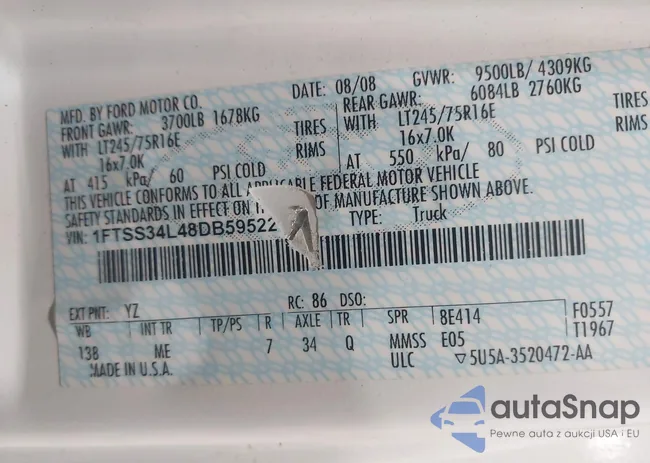 MFD. BY FORD MOTOR CO. DATE: 08/08 GVWR: 9500LB/ 4309KG
FRONT GAWR: 3700LB 1678KG REAR GAWR: 6084LB 2760KG
WITH LT245/75R16E TIRES WITH LT245/75R16E TIRES
16x7.0K RIMS 16x7.0K RIMS
AT 415 kPa/ 60 PSI COLD AT 550 kPa/ 80 PSI COLD
THIS VEHICLE CONFORMS TO ALL APPLICABLE FEDERAL MOTOR VEHICLE
SAFETY STANDARDS IN EFFECT ON OF MANUFACTURE SHOWN ABOVE.
VIN: 1FTSS34L48DB59522 TYPE: Truck
EXT PNT: YZ RC: 86 DSO:
WB INT TR TP/PS R AXLE TR SPR 8E414 F0557
138 ME 7 34 Q MMSS E05 T1967
MADE IN U.S.A. ULC ▽5U5A-3520472-AA
autoSnap
Pewne auta z aukcji USA i EU